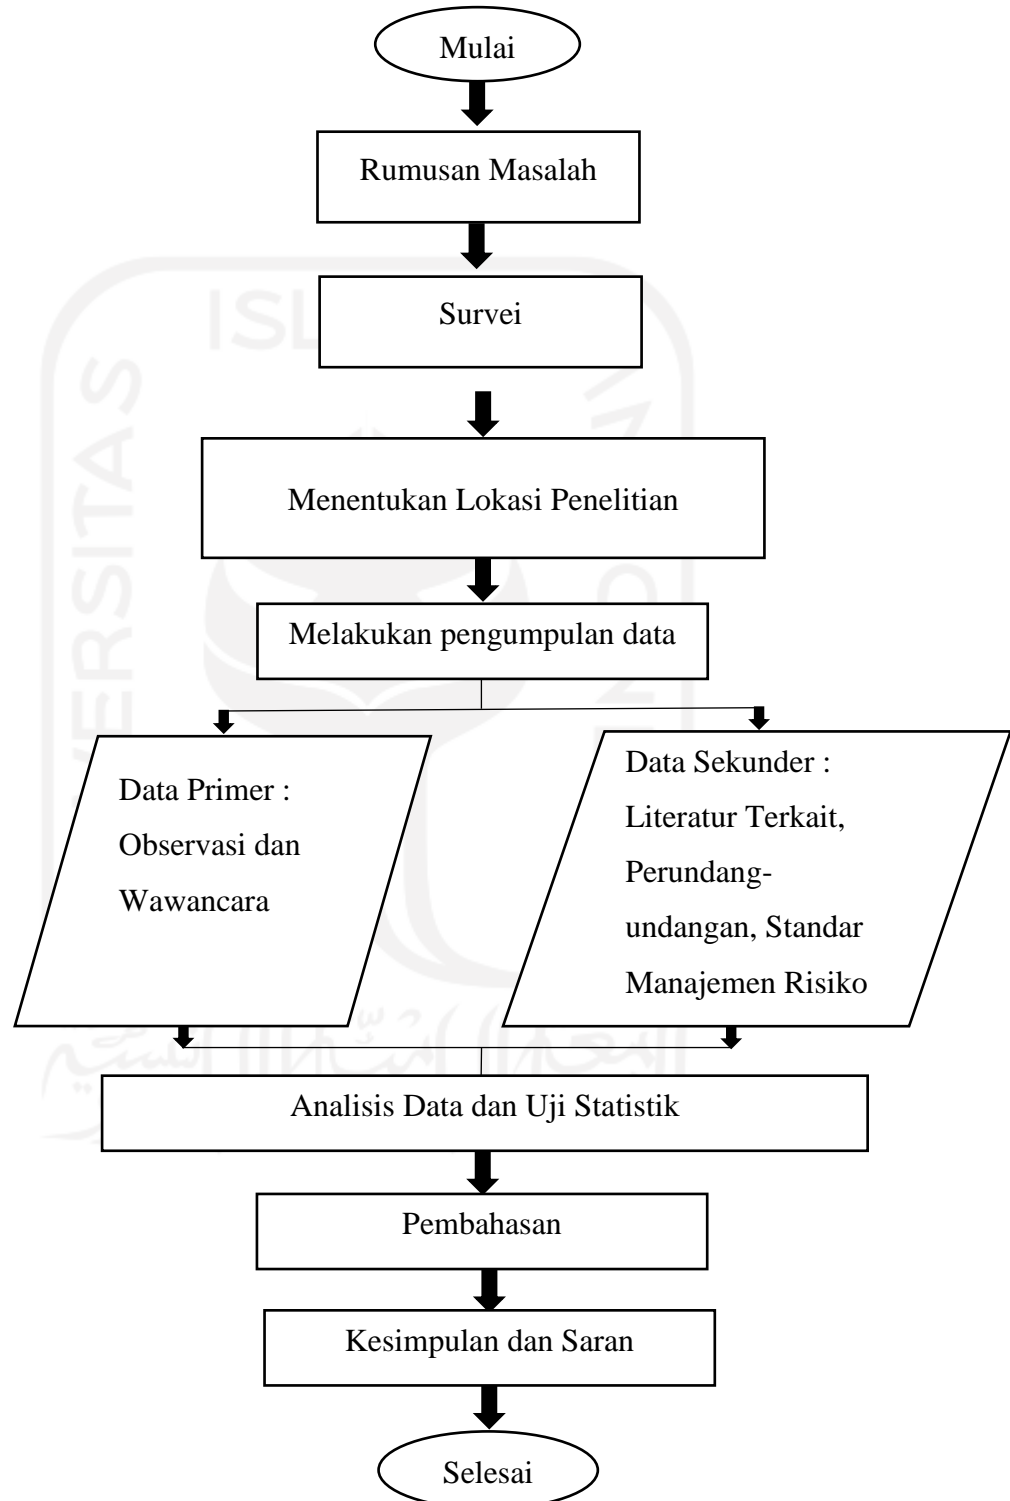 Mulai
Rumusan Masalah
Survei
Menentukan Lokasi Penelitian
Melakukan pengumpulan data
Data Primer :
Observasi dan
Wawancara
Data Sekunder :
Literatur Terkait,
Perundang-
undangan, Standar
Manajemen Risiko
Analisis Data dan Uji Statistik
Pembahasan
Kesimpulan dan Saran
Selesai